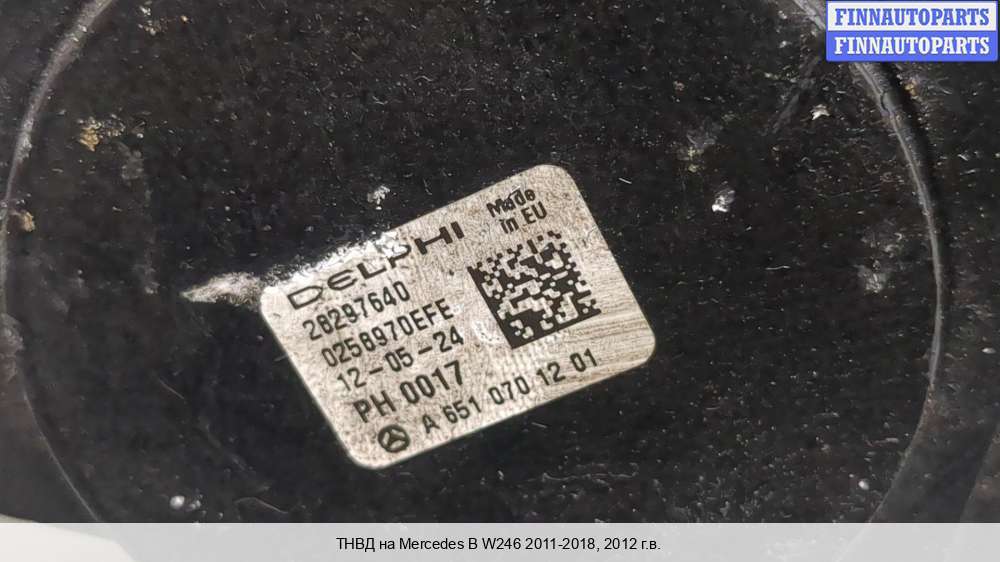 FINNAUTOPARTS
FINNAUTOPARTS
Made
in EU
DELPHI
28297640
0258970EFE
12-05-24
PH 0017
A 651 070 12 01
ТНВД на Mercedes B W246 2011-2018, 2012 г.в.